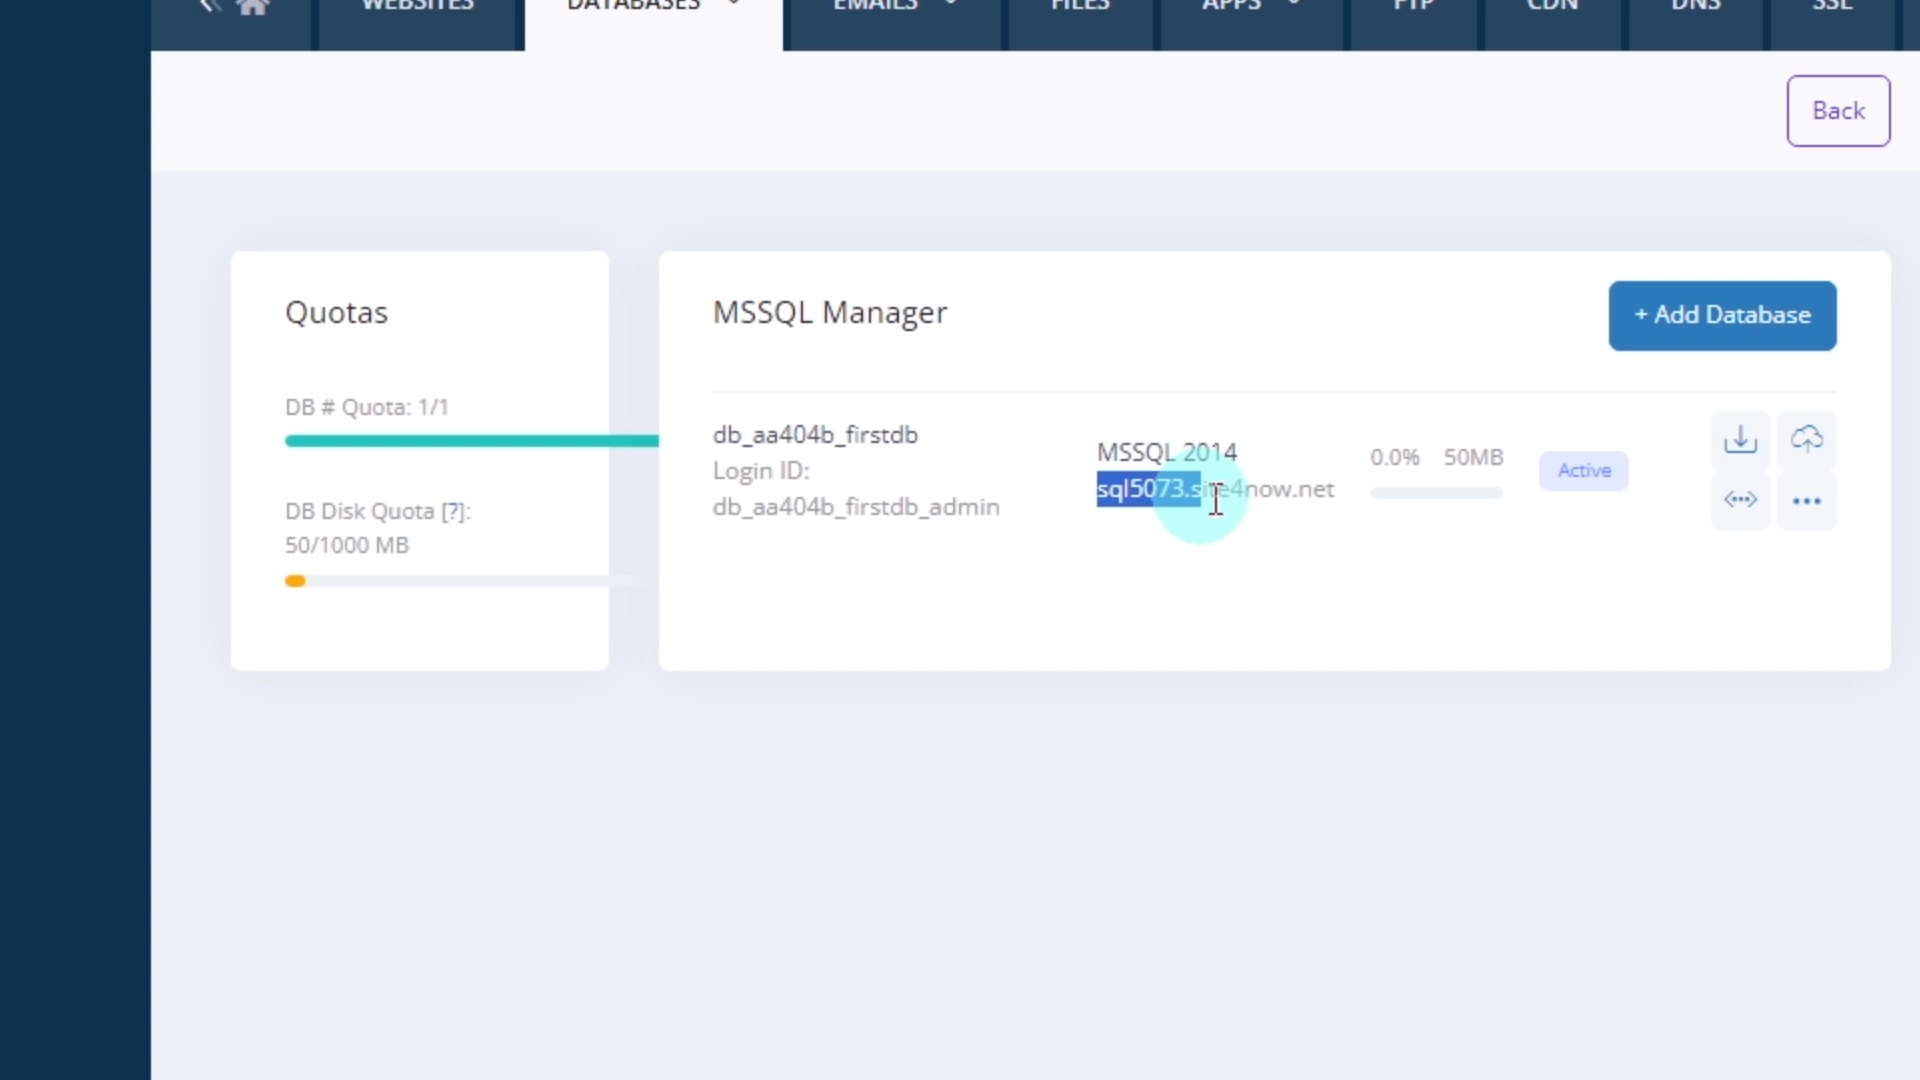 WEBSITES
DATABASES
EMAILS
FILES
APPS
FTP
CDN
DNS
SSL
Back
Quotas
DB # Quota: 1/1
DB Disk Quota [?]:
50/1000 MB
MSSQL Manager
+ Add Database
db_aa404b_firstdb
Login ID:
db_aa404b_firstdb_admin
MSSQL 2014
sql5073.site4now.net
0.0% 50MB
Active